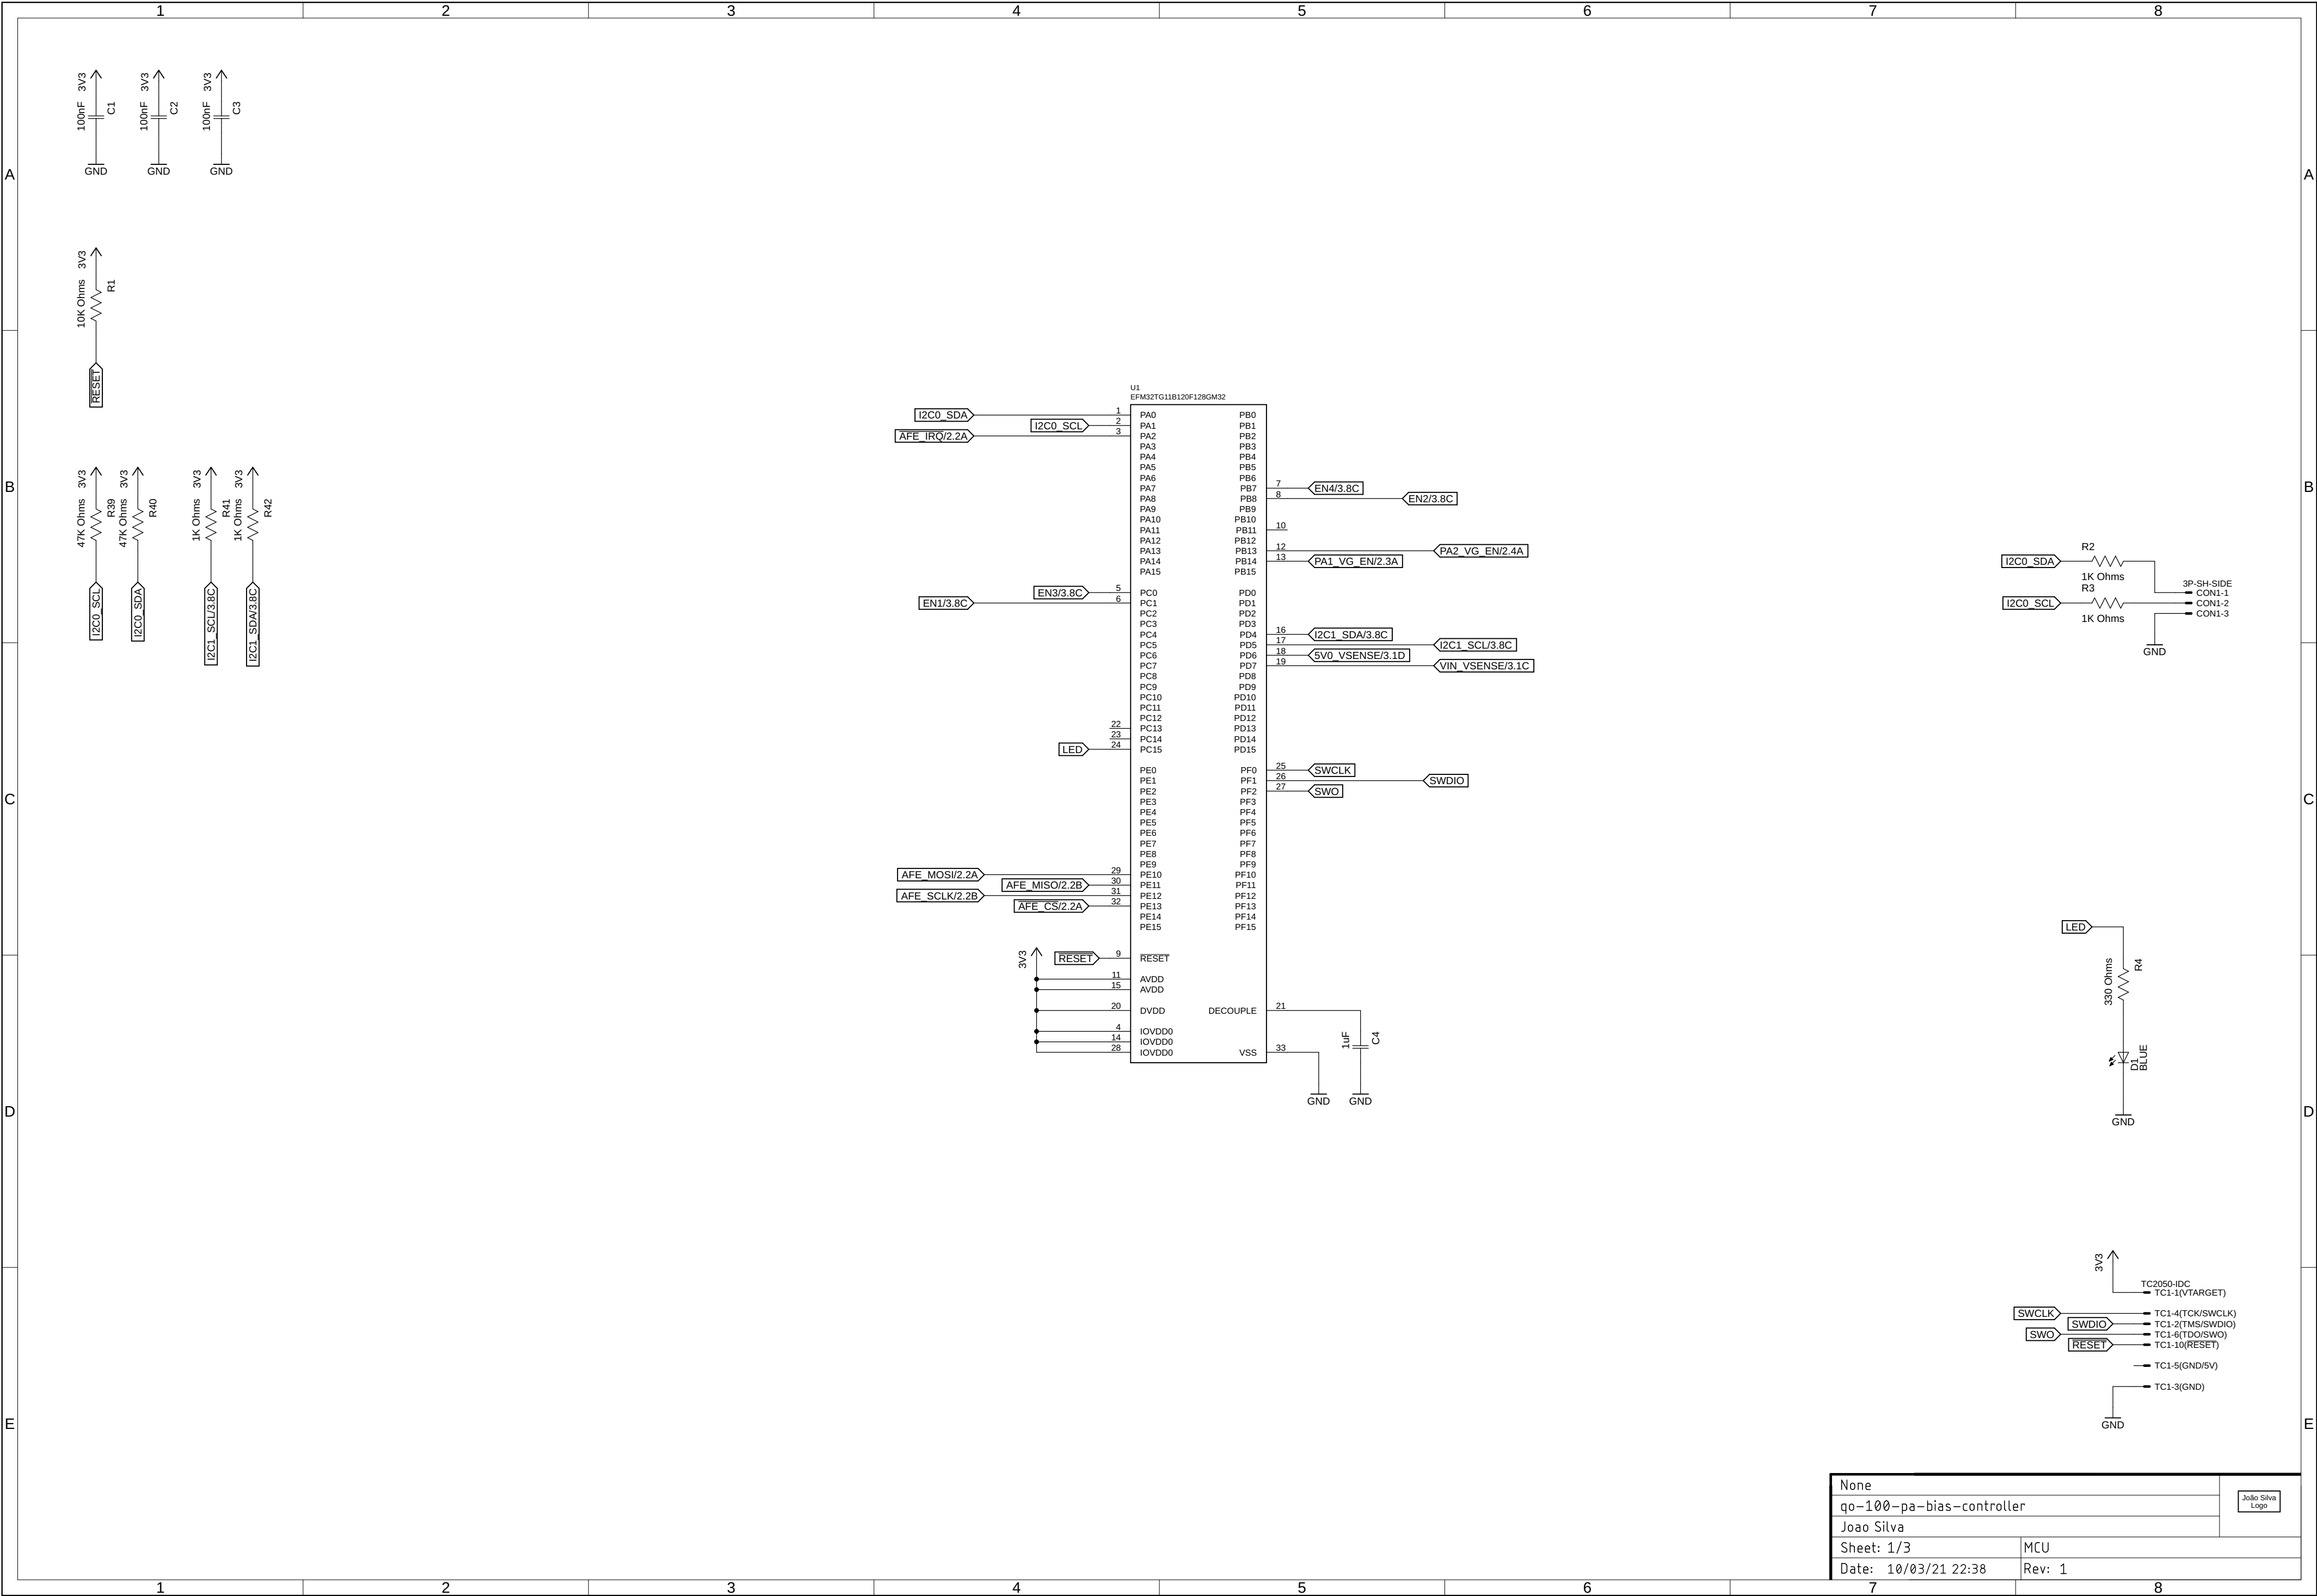 1 2 3 4 5 6 7 8
A A
B B
C C
D D
E E
3V3 100nF C1 GND
3V3 100nF C2 GND
3V3 100nF C3 GND
3V3 10K Ohms R1 RESET
3V3 47K Ohms R39 I2C0_SCL
3V3 47K Ohms R40 I2C0_SDA
3V3 1K Ohms R41 I2C1_SCL/3.8C
3V3 1K Ohms R42 I2C1_SDA/3.8C
U1
EFM32TG11B120F128GM32
I2C0_SDA 1 PA0 PB0
I2C0_SCL 2 PA1 PB1
AFE_IRQ/2.2A 3 PA2 PB2
PA3 PB3
PA4 PB4
PA5 PB5
PA6 PB6
PA7 PB7 7 EN4/3.8C
PA8 PB8 8 EN2/3.8C
PA9 PB9
PA10 PB10
PA11 PB11 10
PA12 PB12
PA13 PB13 12 PA2_VG_EN/2.4A
PA14 PB14 13 PA1_VG_EN/2.3A
PA15 PB15
EN3/3.8C 5 PC0 PD0
EN1/3.8C 6 PC1 PD1
PC2 PD2
PC3 PD3
PC4 PD4 16 I2C1_SDA/3.8C
PC5 PD5 17 I2C1_SCL/3.8C
PC6 PD6 18 5V0_VSENSE/3.1D
PC7 PD7 19 VIN_VSENSE/3.1C
PC8 PD8
PC9 PD9
PC10 PD10
PC11 PD11
PC12 PD12
22 PC13 PD13
23 PC14 PD14
LED 24 PC15 PD15
PE0 PF0 25 SWCLK
PE1 PF1 26 SWDIO
PE2 PF2 27 SWO
PE3 PF3
PE4 PF4
PE5 PF5
PE6 PF6
PE7 PF7
PE8 PF8
PE9 PF9
AFE_MOSI/2.2A 29 PE10 PF10
AFE_MISO/2.2B 30 PE11 PF11
AFE_SCLK/2.2B 31 PE12 PF12
AFE_CS/2.2A 32 PE13 PF13
PE14 PF14
PE15 PF15
3V3 RESET 9 RESET
11 AVDD
15 AVDD
20 DVDD DECOUPLE 21
4 IOVDD0
14 IOVDD0
28 IOVDD0 VSS 33
1uF C4
GND GND
R2
I2C0_SDA
1K Ohms
R3
I2C0_SCL
1K Ohms
3P-SH-SIDE
CON1-1
CON1-2
CON1-3
GND
LED
330 Ohms R4
D1
BLUE
GND
3V3
TC2050-IDC
TC1-1(VTARGET)
SWCLK TC1-4(TCK/SWCLK)
SWDIO TC1-2(TMS/SWDIO)
SWO TC1-6(TDO/SWO)
RESET TC1-10(RESET)
TC1-5(GND/5V)
TC1-3(GND)
GND
None
qo-100-pa-bias-controller
João Silva
Logo
Joao Silva
Sheet: 1/3 MCU
Date: 10/03/21 22:38 Rev: 1
1 2 3 4 5 6 7 8